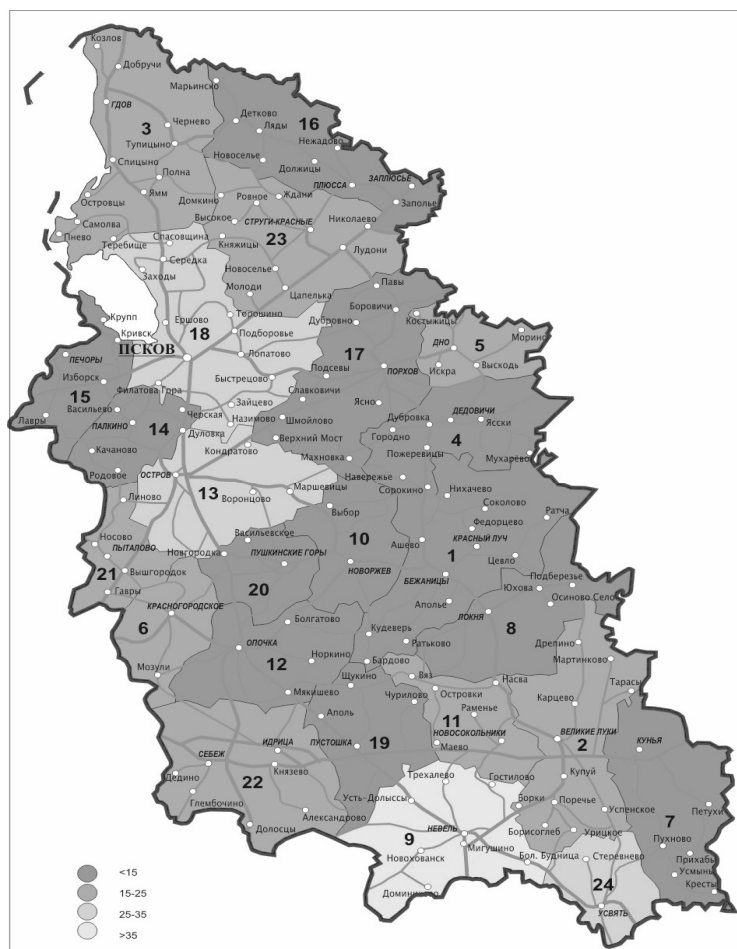 Козлов
Добручи
Марьинско
ГДОВ
Детково
16
Чернево
Ляды
3
Нежадово
Тупицыно
Спицыно
Новоселье
Должицы
Полна
ПЛЮССА
ЗАПЛЮСЬЕ
Ямм
Ждани
Островцы
Домкино
Ровное
Заполье
Самолва
Высокое
СТРУГИ-КРАСНЫЕ
Николаево
Пнево
Теребище
Спасовщина
Княжицы
23
Лудони
Середка
Заходы
Новоселье
Павы
Молоди
Цапелька
Боровичи
Крупп
Торошино
Костыжицы
Ершово
Дубровно
Морино
18
Подборье
17
ДНО
5
Кривск
ПСКОВ
ПЕЧОРЫ
Лопатово
Подсевы
ПОРХОВ
Искра
Выскодь
Изборск
Быстрецово
15
Филатова Гора
Славковичи
Васильево
Зайцево
Ясно
ДЕДОВИЧИ
Лавры
ПАЛКИНО
14
Черская
Назимово
Шмойлово
Дубровка
Ясски
Дуловка
Городно
4
Верхний Мост
Качаново
Кондратово
Пожеревицы
Махновка
Мухарево
Родовое
ОСТРОВ
Навережье
13
Маршевицы
Сорокино
Нихачево
Линово
Воронцово
Соколово
Выбор
Ратча
Федорцево
Носово
Васильевское
10
Ашево
КРАСНЫЙ ЛУЧ
ПЫТАЛОВО
Новгородка
ПУШКИНСКИЕ ГОРЫ
1
Цевло
21
Вышгородок
20
НОВОРЖЕВ
БЕЖАНИЦЫ
Подберезье
Гавры
Юхова
КРАСНОГОРОДСКОЕ
Аполье
Осиново Село
6
Болгатово
ЛОКНЯ
8
Кудеверь
ОПОЧКА
Ратьково
Дрепино
Мозули
12
Норкино
Бардово
Мартинково
Щукино
Вяз
Насва
Тарасы
Мякишево
Чурилово
Островки
Карцево
Раменье
Аполь
11
ВЕЛИКИЕ ЛУКИ
КУНЬЯ
ИДРИЦА
ПУСТОШКА
19
НОВОСОКОЛЬНИКИ
2
СЕБЕЖ
Маево
Дедино
22
Князево
Трехалево
Гостилово
Купуй
Глембочино
Усть-Долыссы
Борки
Поречье
Петухи
Александрово
Успенское
7
Долосцы
НЕВЕЛЬ
Борисоглеб
Урицкое
9
Мигушино
Пухново
Новохованск
Бол. Будница
Стеревнево
Прихабы
Усмынь
24
Кресты
УСВЯТЫ
<15
15-25
25-35
>35